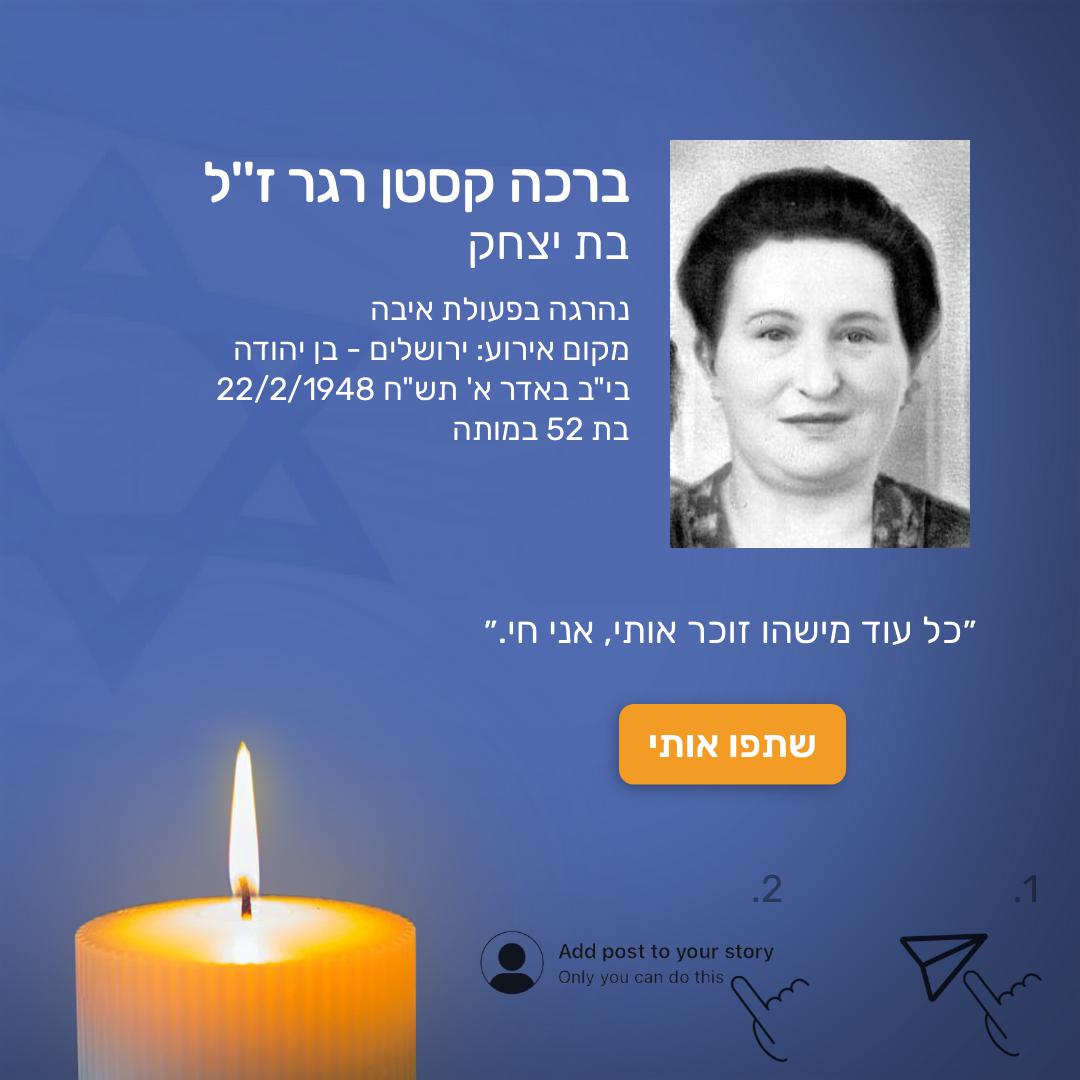 ברכה קסטן רגר ז"ל
בת יצחק
נהרגה בפעולת איבה
מקום אירוע: ירושלים - בן יהודה
בי"ב באדר א' תש"ח 22/2/1948
בת 52 במותה
״כל עוד מישהו זוכר אותי, אני חי.״
שתפו אותי
1.
2.
Add post to your story
Only you can do this